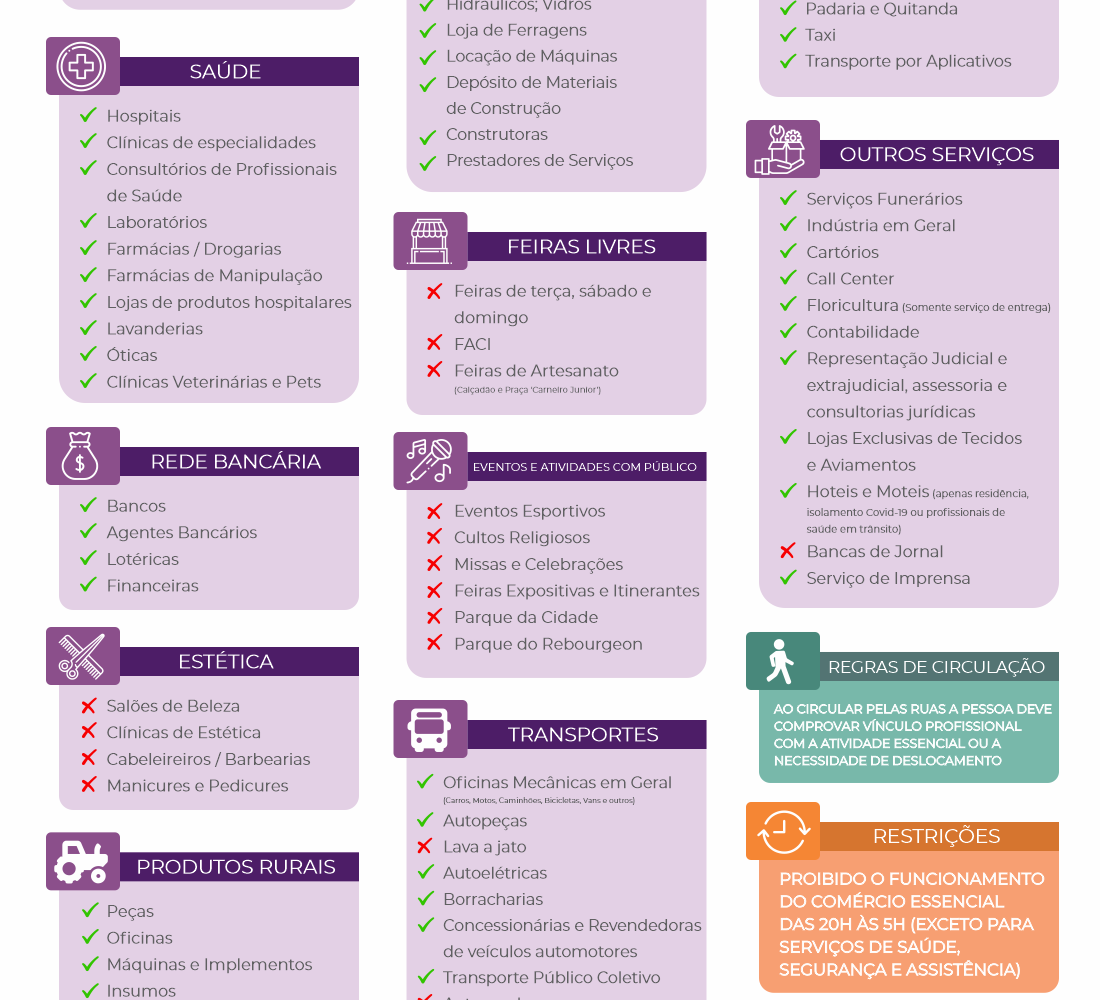 SAÚDE
Hospitais
Clínicas de especialidades
Consultórios de Profissionais
de Saúde
Laboratórios
Farmácias / Drogarias
Farmácias de Manipulação
Lojas de produtos hospitalares
Lavanderias
Óticas
Clínicas Veterinárias e Pets
REDE BANCÁRIA
Bancos
Agentes Bancários
Lotéricas
Financeiras
ESTÉTICA
Salões de Beleza
Clínicas de Estética
Cabeleireiros / Barbearias
Manicures e Pedicures
PRODUTOS RURAIS
Peças
Oficinas
Máquinas e Implementos
Insumos
Hidráulicos; Vidros
Loja de Ferragens
Locação de Máquinas
Depósito de Materiais
de Construção
Construtoras
Prestadores de Serviços
FEIRAS LIVRES
Feiras de terça, sábado e
domingo
FACI
Feiras de Artesanato
(Calçadão e Praça 'Carneiro Junior')
EVENTOS E ATIVIDADES COM PÚBLICO
Eventos Esportivos
Cultos Religiosos
Missas e Celebrações
Feiras Expositivas e Itinerantes
Parque da Cidade
Parque do Rebourgeon
TRANSPORTES
Oficinas Mecânicas em Geral
(Carros, Motos, Caminhões, Bicicletas, Vans e outros)
Autopeças
Lava a jato
Autoelétricas
Borracharias
Concessionárias e Revendedoras
de veículos automotores
Transporte Público Coletivo
Padaria e Quitanda
Taxi
Transporte por Aplicativos
OUTROS SERVIÇOS
Serviços Funerários
Indústria em Geral
Cartórios
Call Center
Floricultura (Somente serviço de entrega)
Contabilidade
Representação Judicial e
extrajudicial, assessoria e
consultorias jurídicas
Lojas Exclusivas de Tecidos
e Aviamentos
Hoteis e Moteis (apenas residência,
isolamento Covid-19 ou profissionais de
saúde em trânsito)
Bancas de Jornal
Serviço de Imprensa
REGRAS DE CIRCULAÇÃO
AO CIRCULAR PELAS RUAS A PESSOA DEVE
COMPROVAR VÍNCULO PROFISSIONAL
COM A ATIVIDADE ESSENCIAL OU A
NECESSIDADE DE DESLOCAMENTO
RESTRIÇÕES
PROIBIDO O FUNCIONAMENTO
DO COMÉRCIO ESSENCIAL
DAS 20H ÀS 5H (EXCETO PARA
SERVIÇOS DE SAÚDE,
SEGURANÇA E ASSISTÊNCIA)